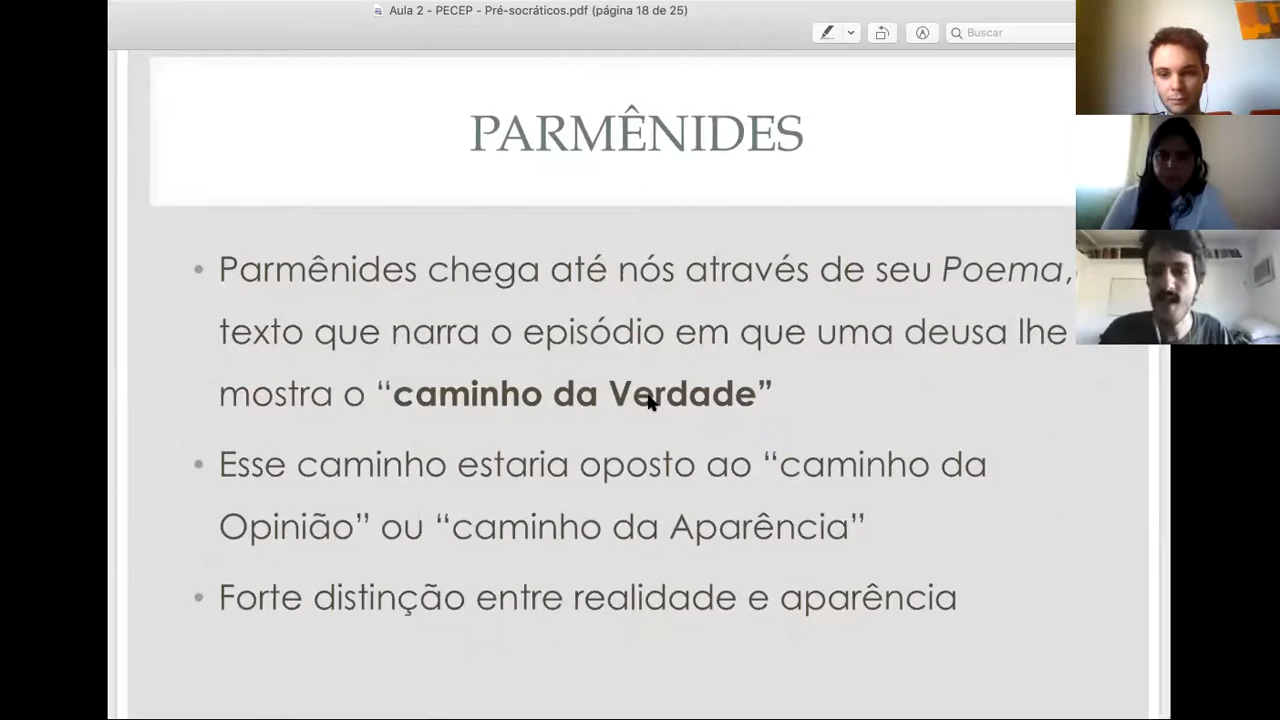 Aula 2 - PECEP - Pré-socráticos.pdf (página 18 de 25)
Buscar
PARMÊNIDES
• Parmênides chega até nós através de seu Poema,
texto que narra o episódio em que uma deusa lhe
mostra o “caminho da Verdade”
• Esse caminho estaria oposto ao “caminho da
Opinião” ou “caminho da Aparência”
• Forte distinção entre realidade e aparência